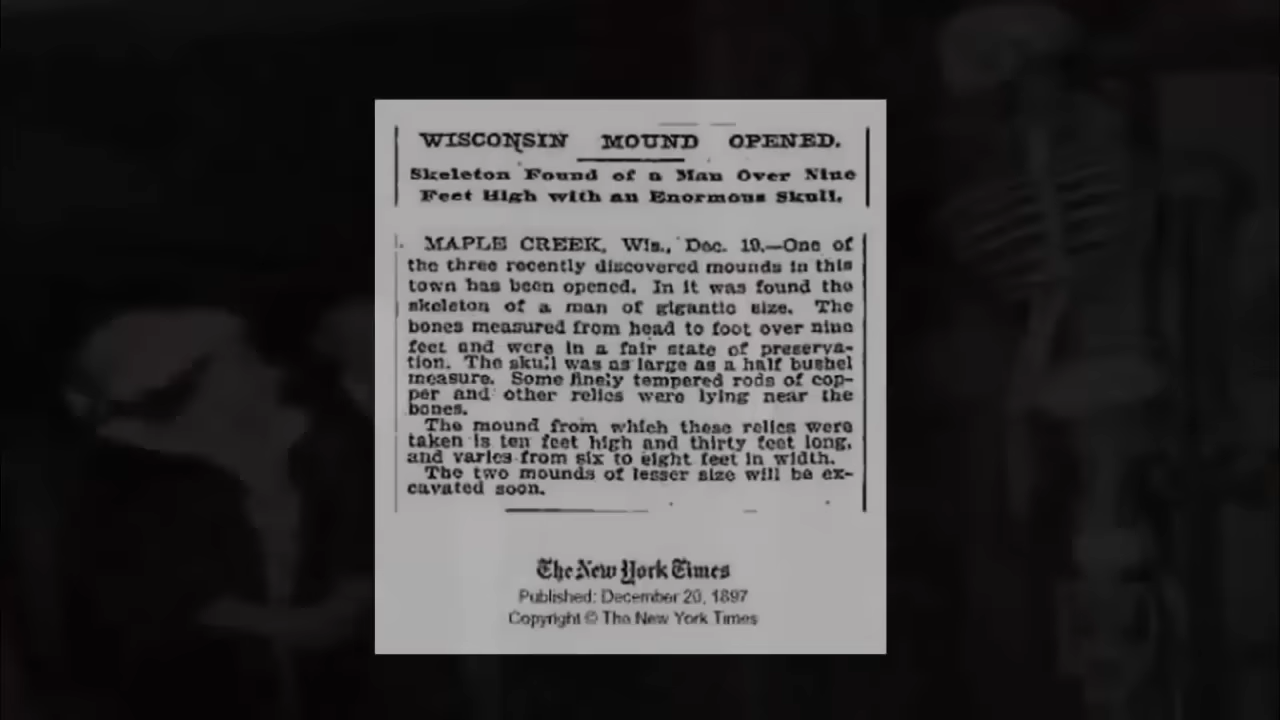 WISCONSIN MOUND OPENED.
Skeleton Found of a Man Over Nine
Feet High with an Enormous Skull.
MAPLE CREEK, Wis., Dec. 19.—One of
the three recently discovered mounds in this
town has been opened. In it was found the
skeleton of a man of gigantic size. The
bones measured from head to foot over nine
feet and were in a fair state of preserva-
tion. The skull was as large as a half bushel
measure. Some finely tempered rods of cop-
per and other relics were lying near the
bones.
The mound from which these relics were
taken is ten feet high and thirty feet long,
and varies from six to eight feet in width.
The two mounds of lesser size will be ex-
cavated soon.
The New York Times
Published: December 20, 1897
Copyright © The New York Times